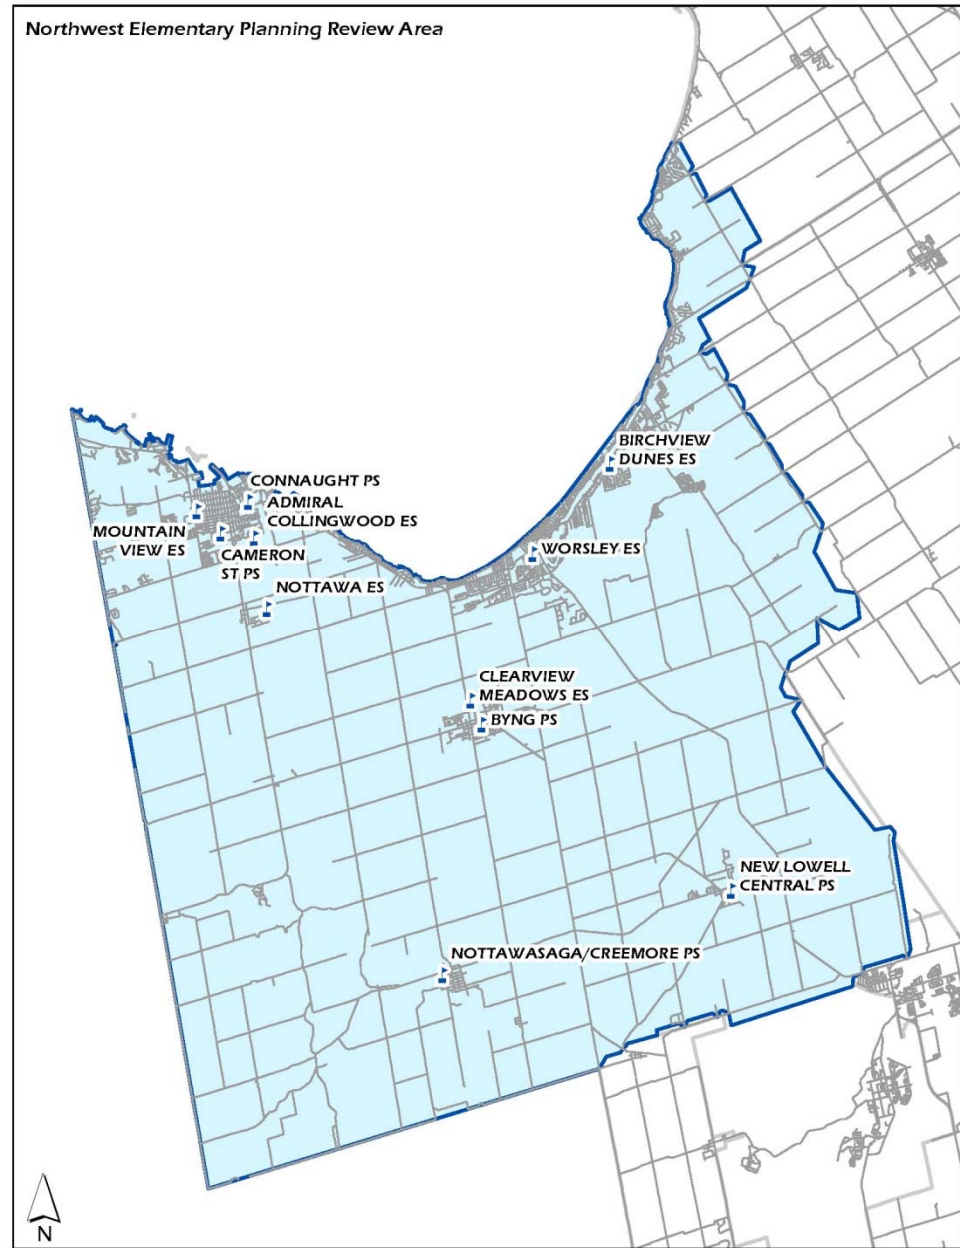 Northwest Elementary Planning Review Area
BIRCHVIEW
DUNES ES
CONNAUGHT PS
ADMIRAL
COLLINGWOOD ES
MOUNTAIN
VIEW ES
CAMERON
ST PS
WORSLEY ES
NOTTAWA ES
CLEARVIEW
MEADOWS ES
BYNG PS
NEW LOWELL
CENTRAL PS
NOTTAWASAGA/CREEMORE PS
N